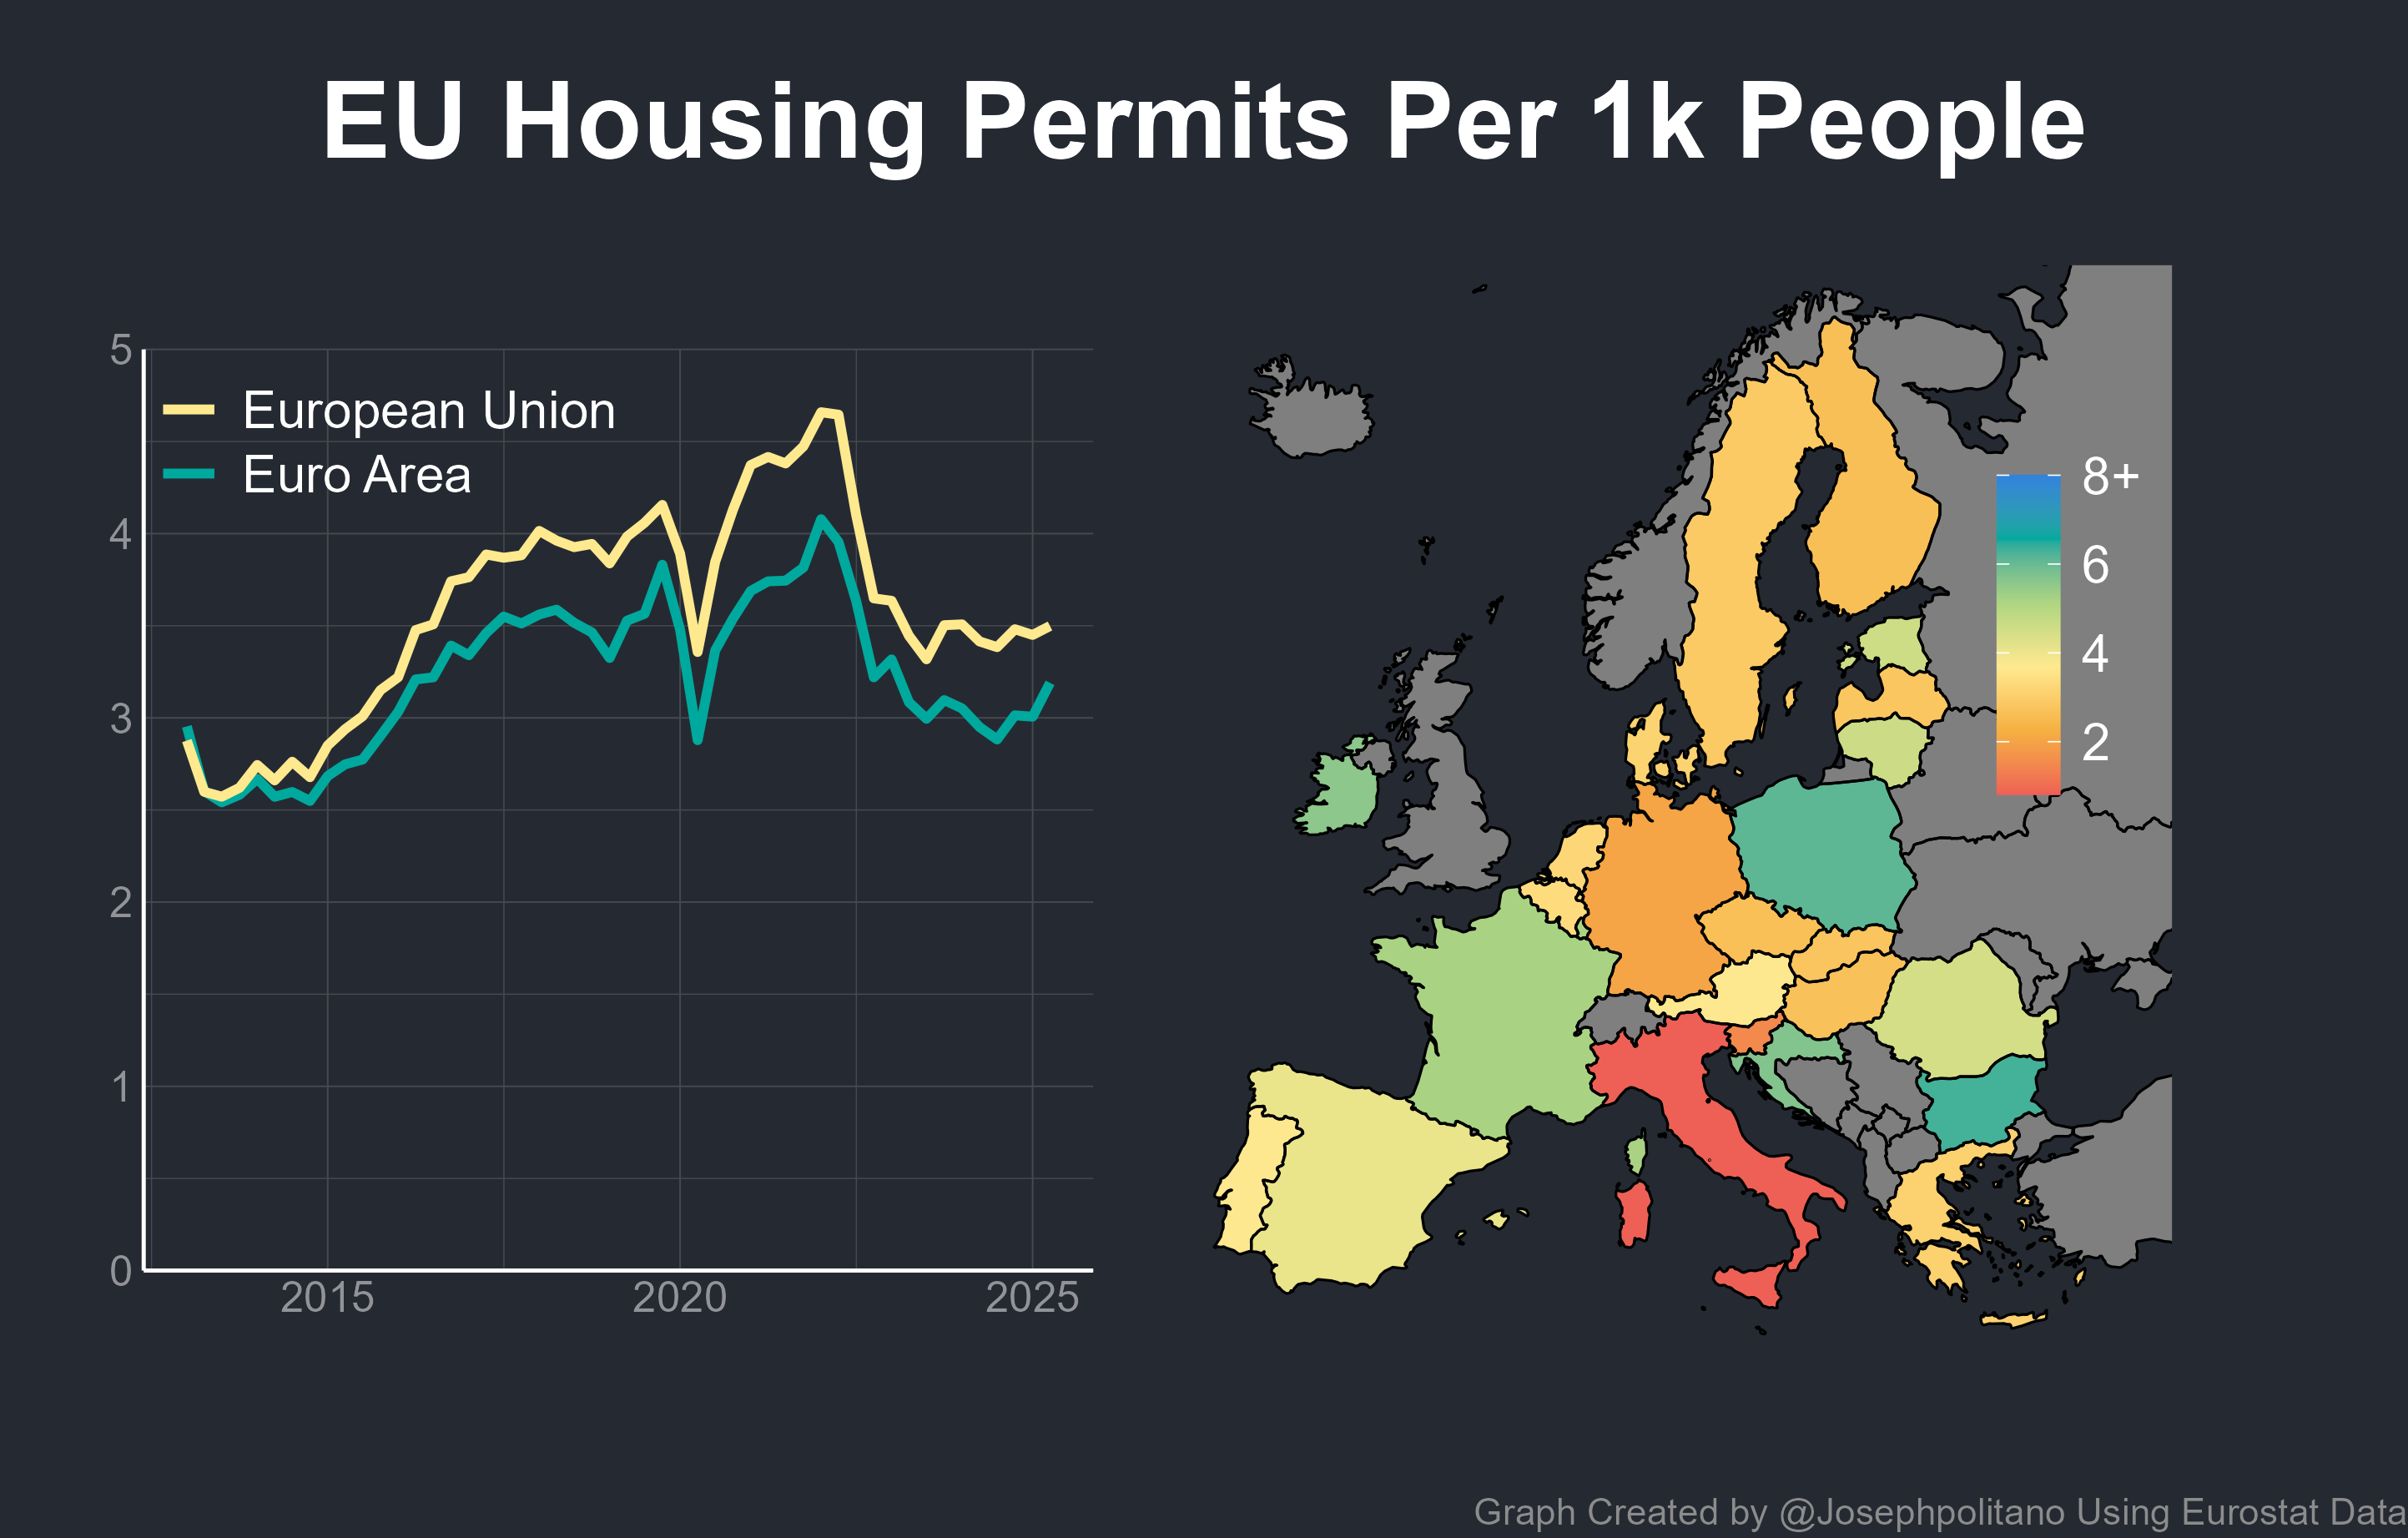 EU Housing Permits Per 1k People
5
European Union
Euro Area
4
3
2
1
0
2015 2020 2025
8+
6
4
2
Graph Created by @Josephpolitano Using Eurostat Data